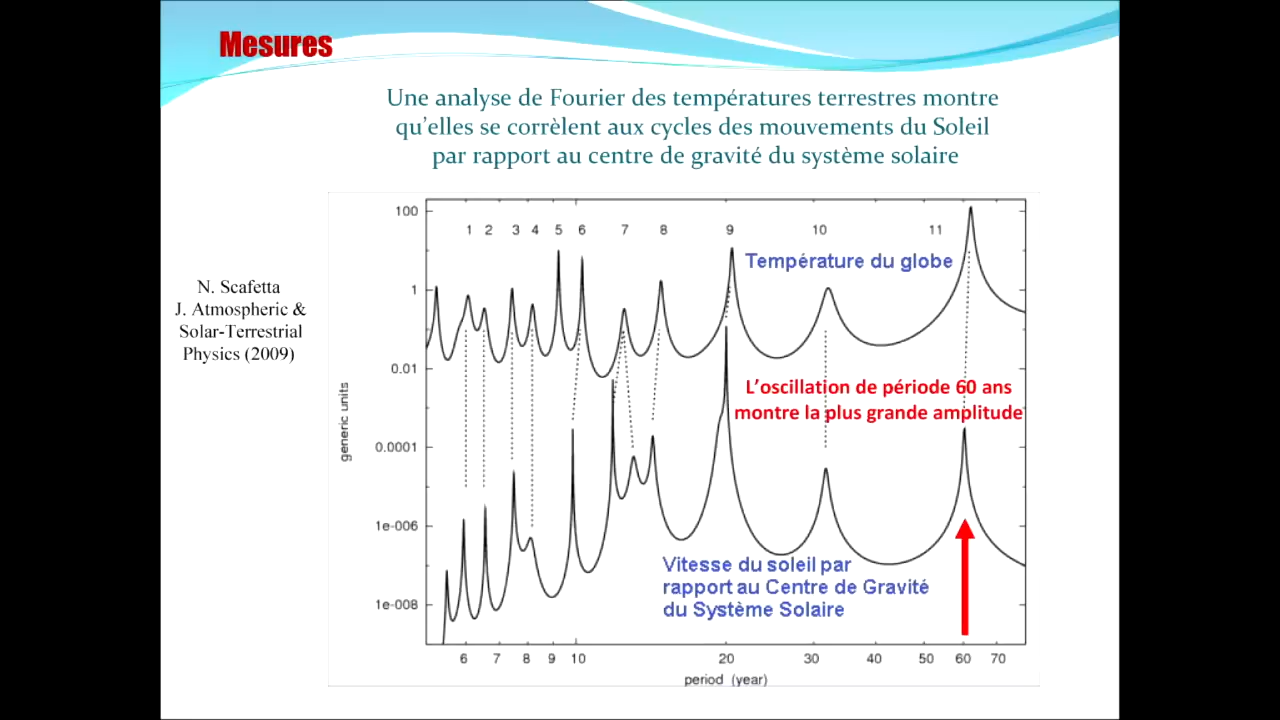 Mesures
Une analyse de Fourier des températures terrestres montre
qu'elles se corrèlent aux cycles des mouvements du Soleil
par rapport au centre de gravité du système solaire
N. Scafetta
J. Atmospheric &
Solar-Terrestrial
Physics (2009)
100
1 2 3 4 5 6 7 8 9 10 11
Température du globe
1
0.01
L'oscillation de période 60 ans
montre la plus grande amplitude
generic units
0.0001
1e-006
Vitesse du soleil par
rapport au Centre de Gravité
du Système Solaire
1e-008
6 7 8 9 10 20 30 40 50 60 70
period (year)